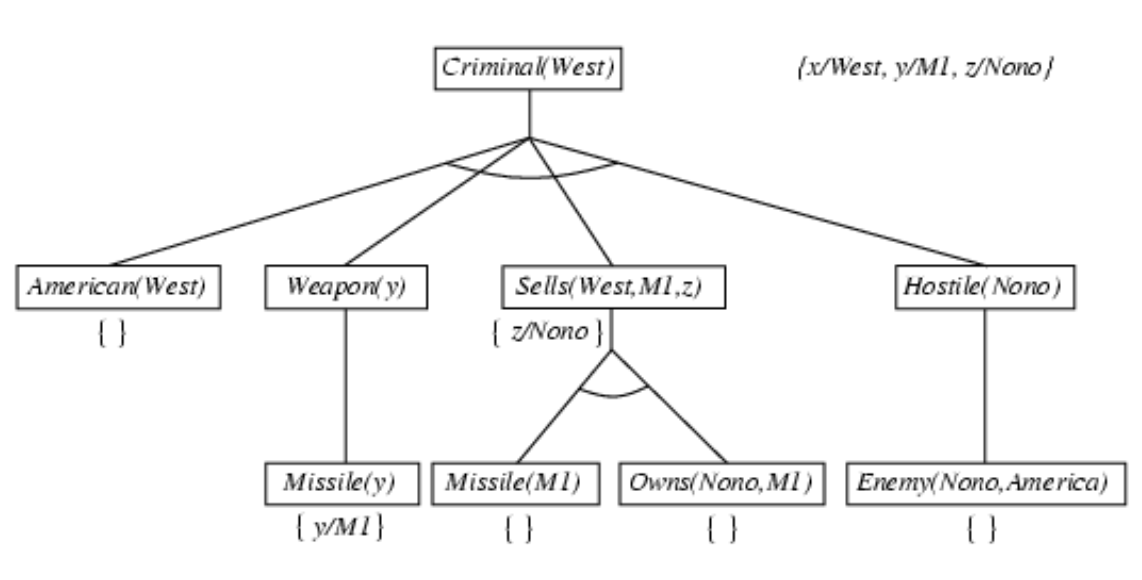 Criminal(West)
{x/West, y/M1, z/Nono}
American(West)
Weapon(y)
Sells(West,M1,z)
Hostile(Nono)
{ }
{ z/Nono }
Missile(y)
Missile(M1)
Owns(Nono,M1)
Enemy(Nono,America)
{ y/M1 }
{ }
{ }
{ }